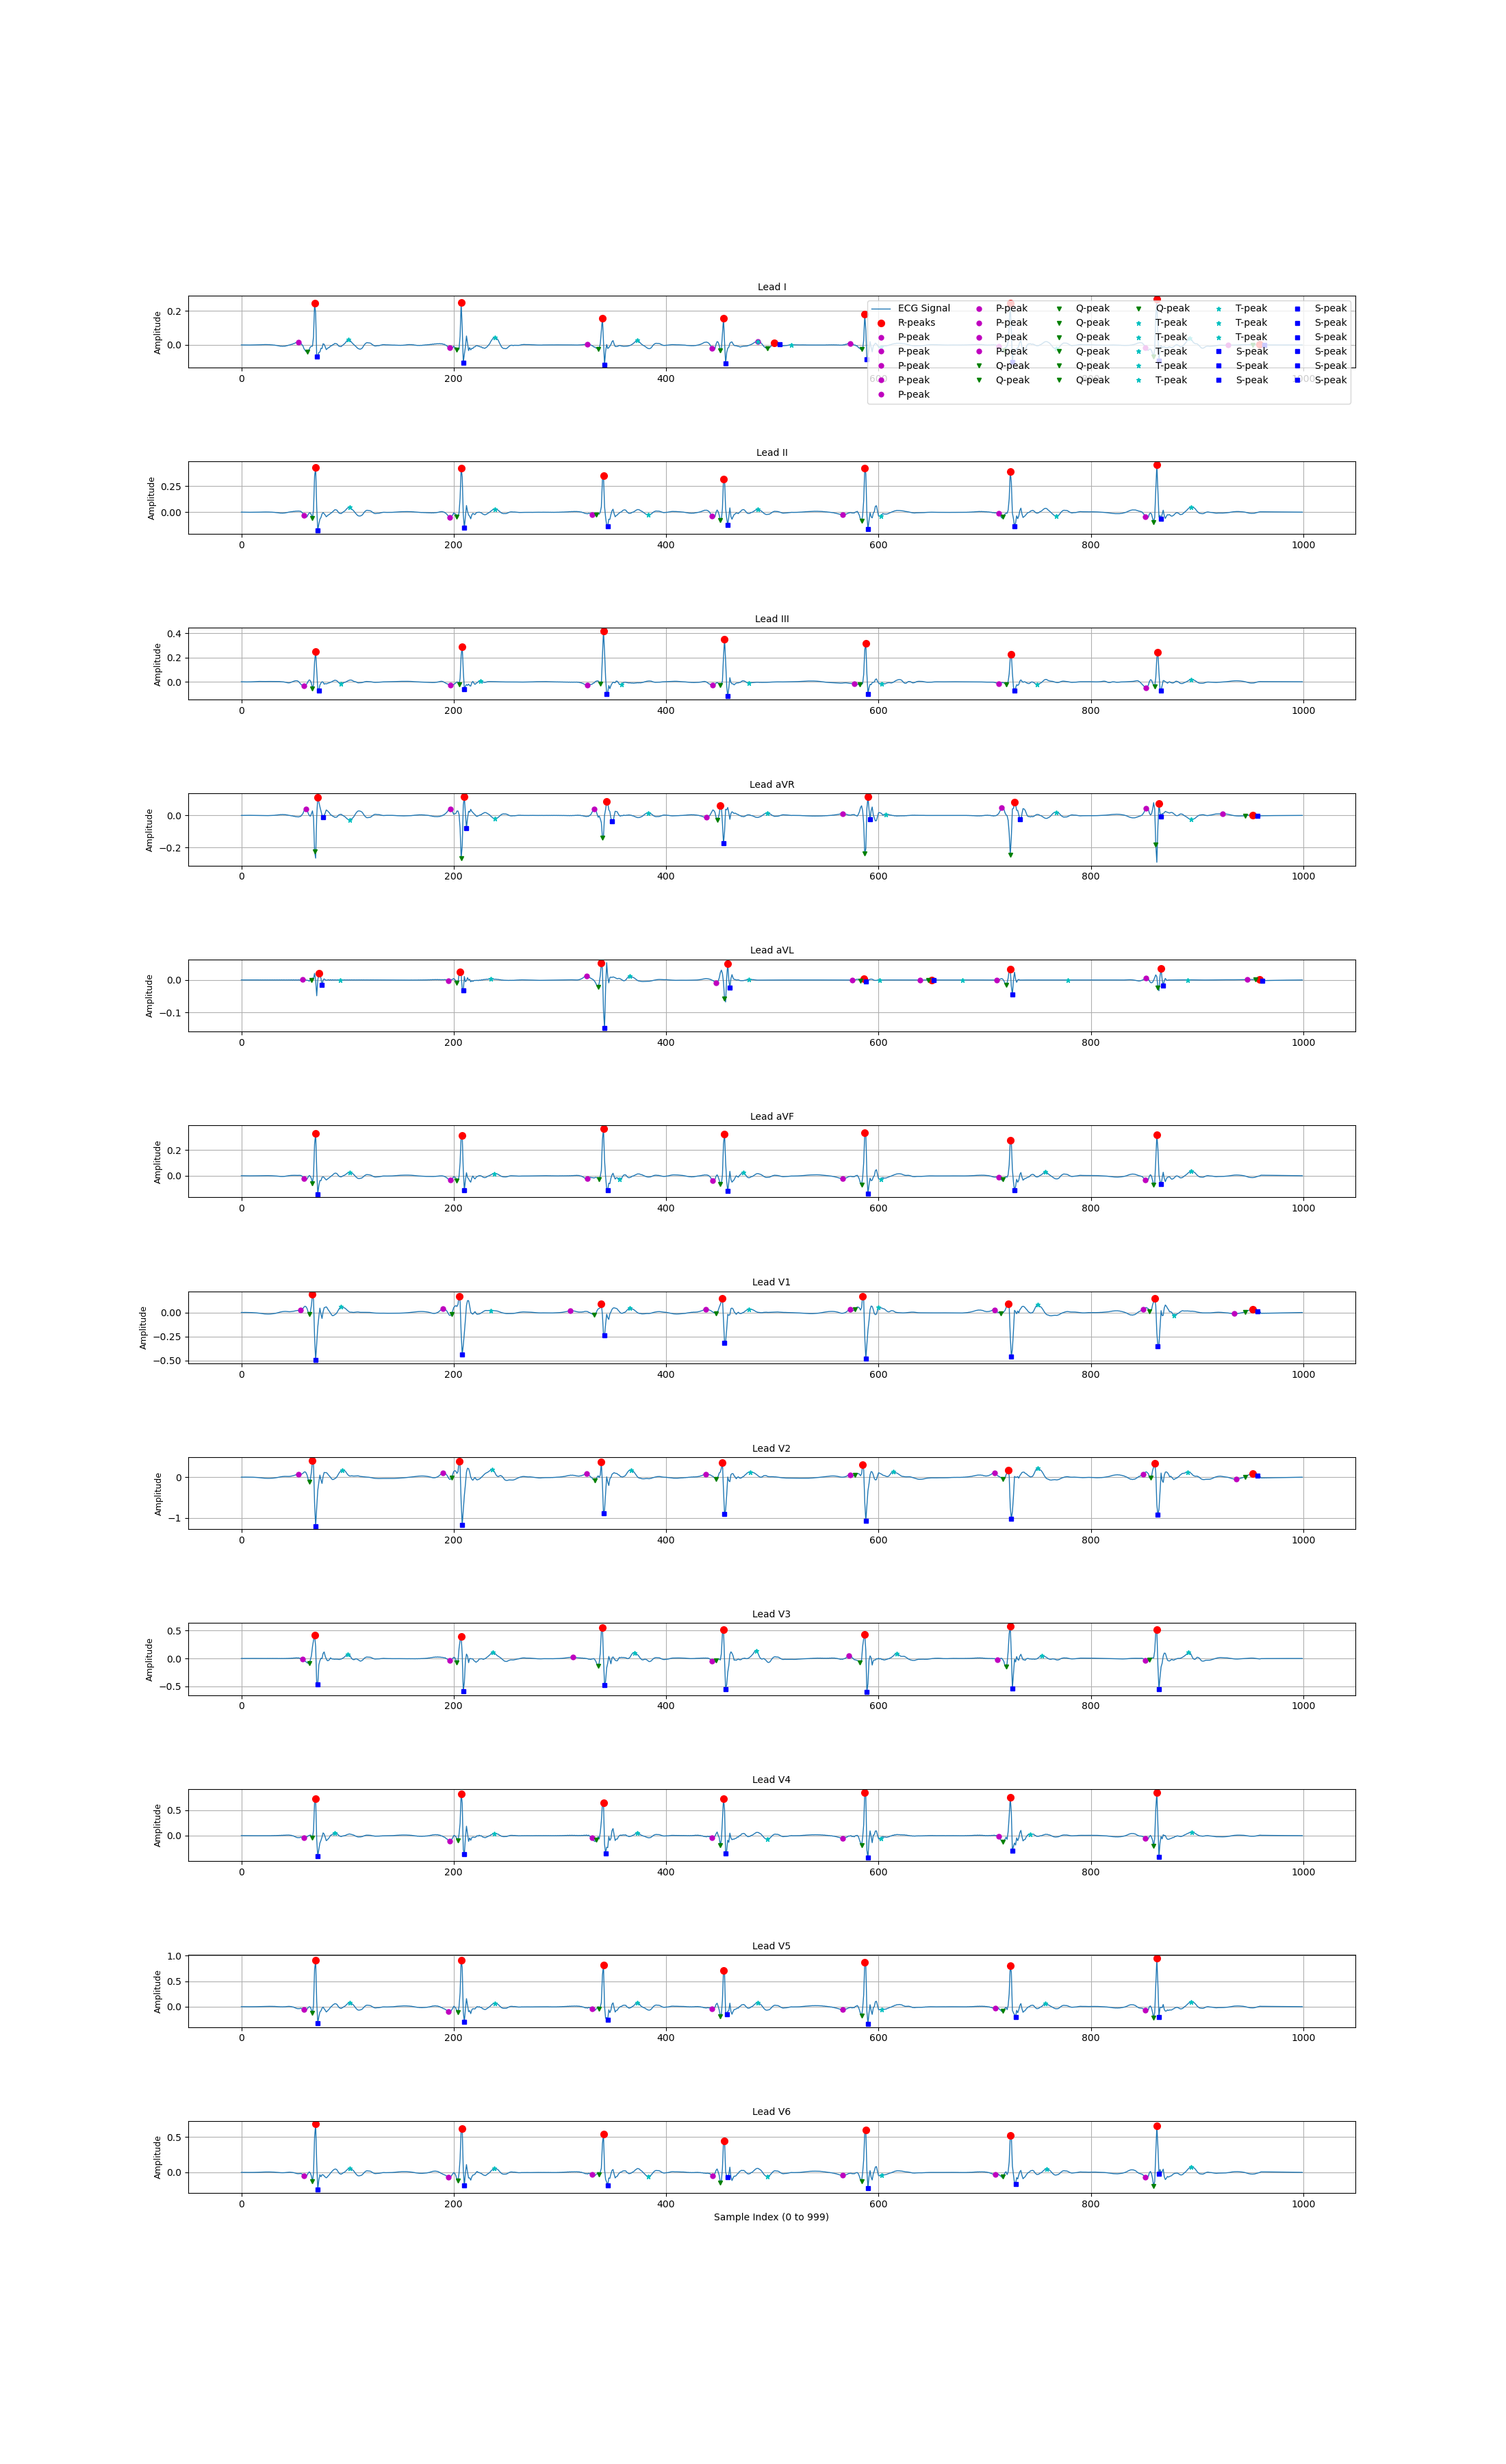 Lead I
Amplitude
0.2
0.0
ECG Signal P-peak Q-peak Q-peak T-peak S-peak
R-peaks P-peak Q-peak T-peak T-peak S-peak
P-peak P-peak Q-peak T-peak T-peak S-peak
P-peak P-peak Q-peak T-peak S-peak S-peak
P-peak Q-peak Q-peak T-peak S-peak S-peak
P-peak Q-peak Q-peak T-peak S-peak S-peak
P-peak
0 200 400 600 800 1000
Lead II
Amplitude
0.25
0.00
0 200 400 600 800 1000
Lead III
Amplitude
0.4
0.2
0.0
0 200 400 600 800 1000
Lead aVR
Amplitude
0.0
−0.2
0 200 400 600 800 1000
Lead aVL
Amplitude
0.0
−0.1
0 200 400 600 800 1000
Lead aVF
Amplitude
0.2
0.0
0 200 400 600 800 1000
Lead V1
Amplitude
0.00
−0.25
−0.50
0 200 400 600 800 1000
Lead V2
Amplitude
0
−1
0 200 400 600 800 1000
Lead V3
Amplitude
0.5
0.0
−0.5
0 200 400 600 800 1000
Lead V4
Amplitude
0.5
0.0
0 200 400 600 800 1000
Lead V5
Amplitude
1.0
0.5
0.0
0 200 400 600 800 1000
Lead V6
Amplitude
0.5
0.0
0 200 400 600 800 1000
Sample Index (0 to 999)